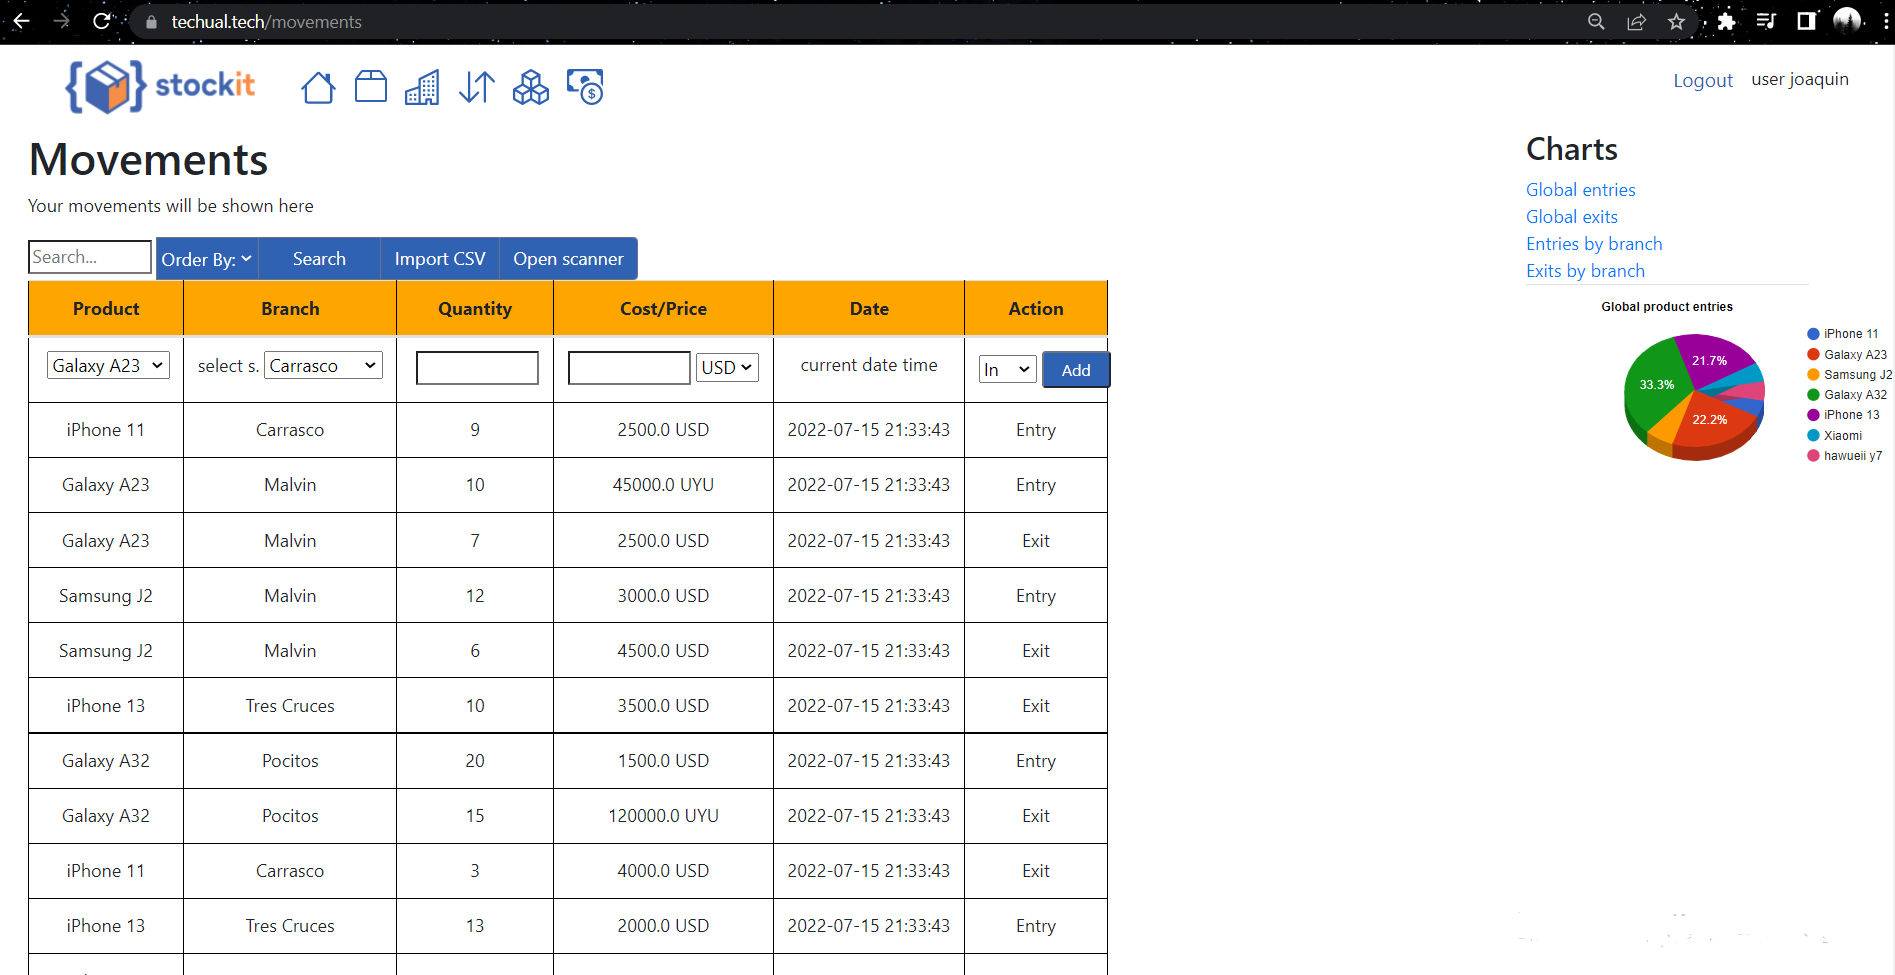 techual.tech/movements
{ } stockit
Logout user joaquin
Movements
Your movements will be shown here
Search... Order By: Search Import CSV Open scanner
Product Branch Quantity Cost/Price Date Action
Galaxy A23 select s. Carrasco USD current date time In Add
iPhone 11 Carrasco 9 2500.0 USD 2022-07-15 21:33:43 Entry
Galaxy A23 Malvin 10 45000.0 UYU 2022-07-15 21:33:43 Entry
Galaxy A23 Malvin 7 2500.0 USD 2022-07-15 21:33:43 Exit
Samsung J2 Malvin 12 3000.0 USD 2022-07-15 21:33:43 Entry
Samsung J2 Malvin 6 4500.0 USD 2022-07-15 21:33:43 Exit
iPhone 13 Tres Cruces 10 3500.0 USD 2022-07-15 21:33:43 Exit
Galaxy A32 Pocitos 20 1500.0 USD 2022-07-15 21:33:43 Entry
Galaxy A32 Pocitos 15 120000.0 UYU 2022-07-15 21:33:43 Exit
iPhone 11 Carrasco 3 4000.0 USD 2022-07-15 21:33:43 Exit
iPhone 13 Tres Cruces 13 2000.0 USD 2022-07-15 21:33:43 Entry
Charts
Global entries
Global exits
Entries by branch
Exits by branch
Global product entries
21.7%
33.3%
22.2%
iPhone 11
Galaxy A23
Samsung J2
Galaxy A32
iPhone 13
Xiaomi
hawueii y7